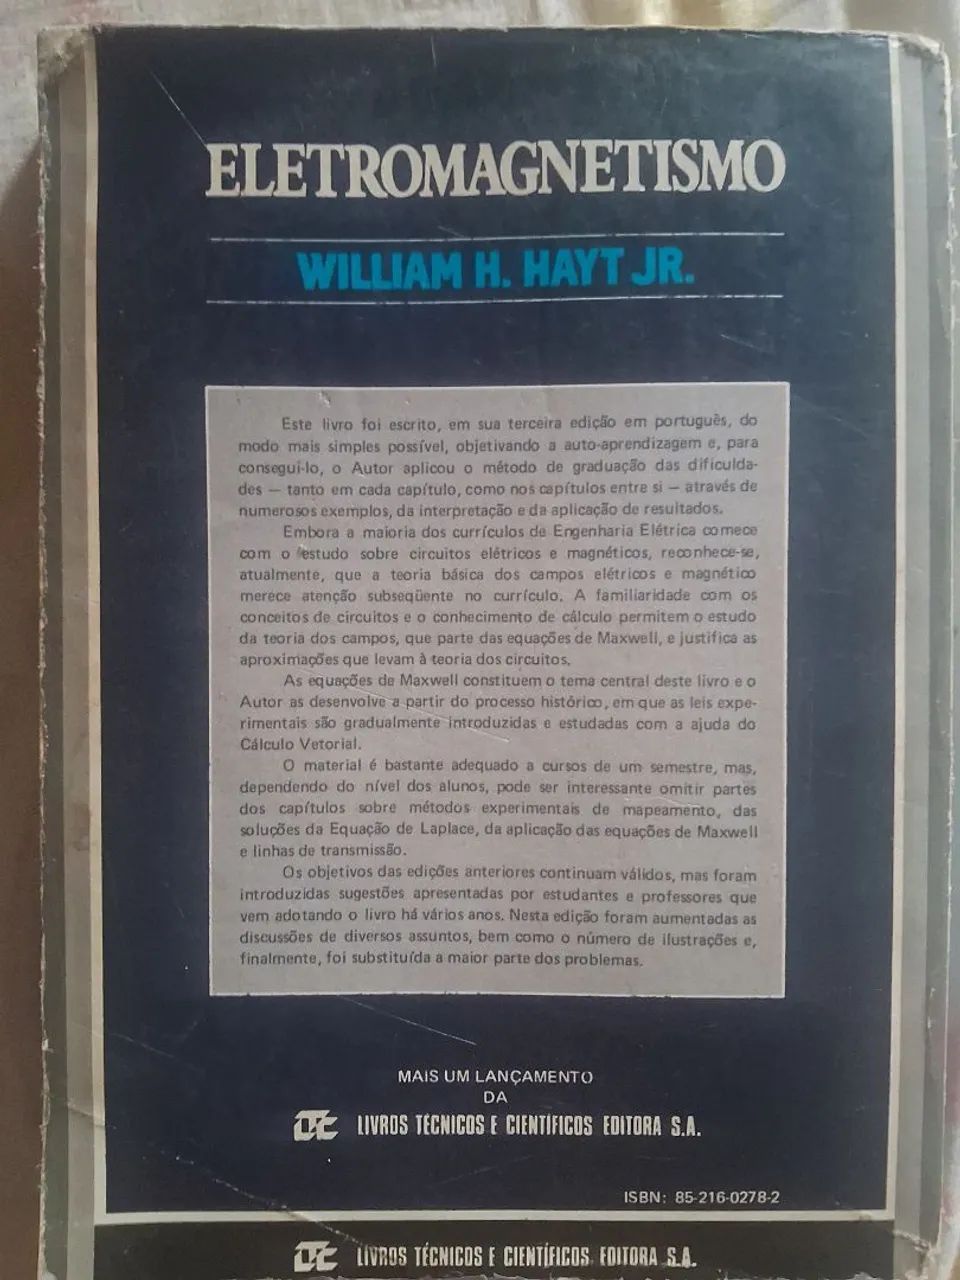 ELETROMAGNETISMO
WILLIAM H. HAYT JR.
Este livro foi escrito, em sua terceira edição em português, do
modo mais simples possível, objetivando a auto-aprendizagem e, para
consegui-lo, o Autor aplicou o método de graduação das dificulda-
des — tanto em cada capítulo, como nos capítulos entre si — através de
numerosos exemplos, da interpretação e da aplicação de resultados.
Embora a maioria dos currículos de Engenharia Elétrica comece
com o estudo sobre circuitos elétricos e magnéticos, reconhece-se,
atualmente, que a teoria básica dos campos elétricos e magnético
merece atenção subseqüente no currículo. A familiaridade com os
conceitos de circuitos e o conhecimento de cálculo permitem o estudo
da teoria dos campos, que parte das equações de Maxwell, e justifica as
aproximações que levam à teoria dos circuitos.
As equações de Maxwell constituem o tema central deste livro e o
Autor as desenvolve a partir do processo histórico, em que as leis expe-
rimentais são gradualmente introduzidas e estudadas com a ajuda do
Cálculo Vetorial.
O material é bastante adequado a cursos de um semestre, mas,
dependendo do nível dos alunos, pode ser interessante omitir partes
dos capítulos sobre métodos experimentais de mapeamento, das
soluções da Equação de Laplace, da aplicação das equações de Maxwell
e linhas de transmissão.
Os objetivos das edições anteriores continuam válidos, mas foram
introduzidas sugestões apresentadas por estudantes e professores que
vem adotando o livro há vários anos. Nesta edição foram aumentadas as
discussões de diversos assuntos, bem como o número de ilustrações e,
finalmente, foi substituída a maior parte dos problemas.
MAIS UM LANÇAMENTO
DA
LTC LIVROS TÉCNICOS E CIENTÍFICOS EDITORA S.A.
ISBN: 85-216-0278-2
LTC LIVROS TÉCNICOS E CIENTÍFICOS EDITORA S.A.